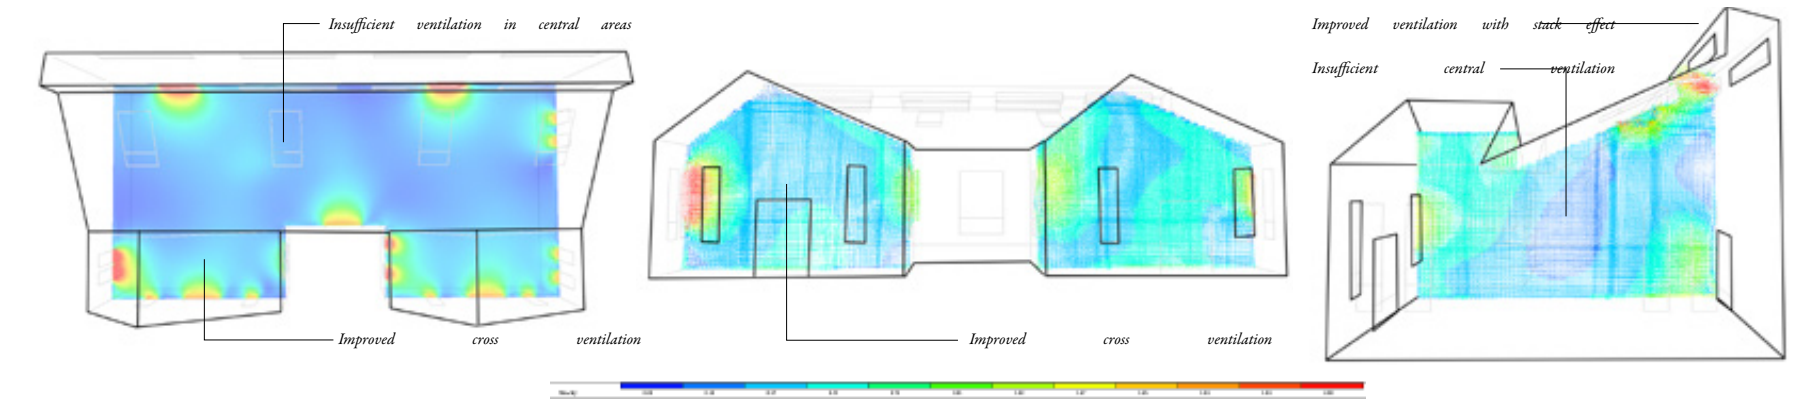 Insufficient ventilation in central areas
Improved cross ventilation
Improved cross ventilation
Improved ventilation with stack effect
Insufficient central ventilation